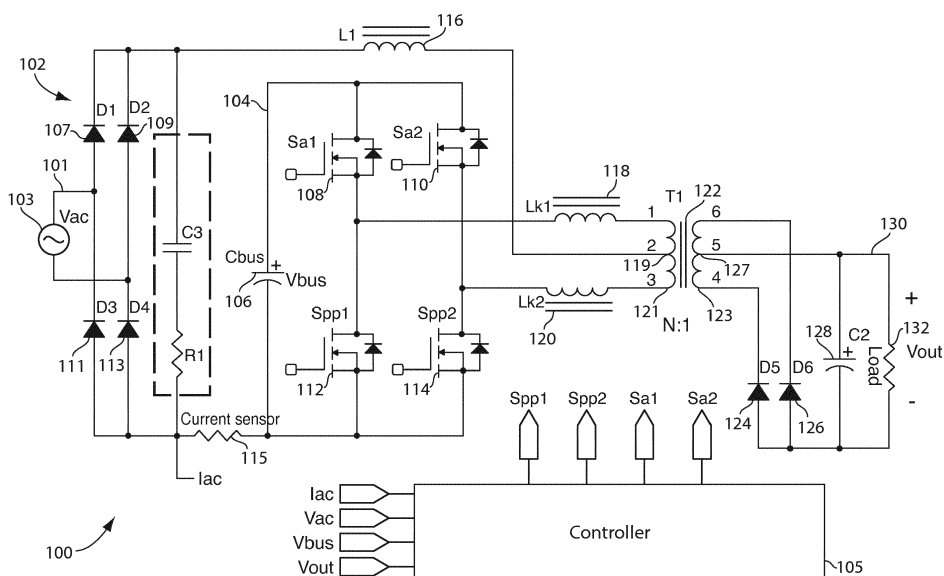 L1
116
102
104
D1
D2
107
109
Sa1
Sa2
108
110
118
Lk1
T1
122
101
103
Vac
C3
1
2
3
6
5
4
119
121
127
123
130
Cbus
+
Vbus
106
Lk2
120
N:1
D3
D4
111
113
R1
Spp1
Spp2
112
114
128
+
C2
Load
+
132
Vout
-
D5
D6
124
126
Current sensor
115
Iac
Spp1
Spp2
Sa1
Sa2
Iac
Vac
Vbus
Vout
Controller
100
105